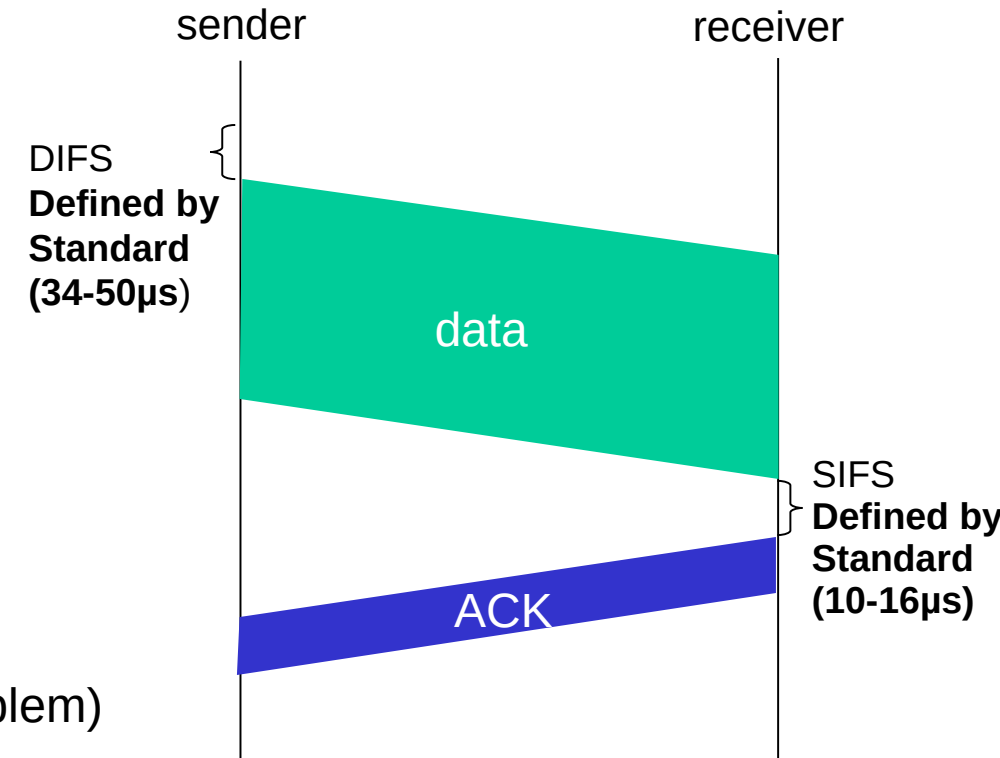 sender
receiver
DIFS
Defined by
Standard
(34-50µs)
data
SIFS
Defined by
Standard
(10-16µs)
ACK
blem)